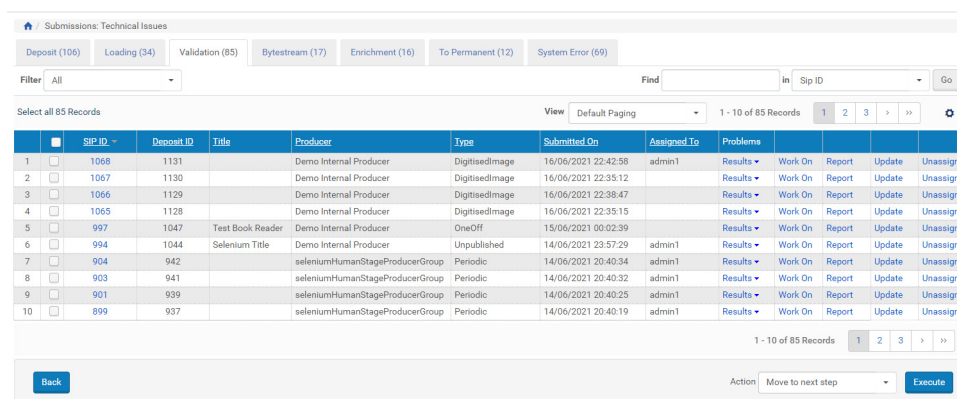 / Submissions: Technical Issues
Deposit (106) Loading (34) Validation (85) Bytestream (17) Enrichment (16) To Permanent (12) System Error (69)
Filter All Find in Sip ID Go
Select all 85 Records View Default Paging 1 - 10 of 85 Records 1 2 3 > >>
SIP ID Deposit ID Title Producer Type Submitted On Assigned To Problems
1 1068 1131 Demo Internal Producer DigitisedImage 16/06/2021 22:42:58 admin1 Results Work On Report Update Unassign
2 1067 1130 Demo Internal Producer DigitisedImage 16/06/2021 22:35:12 Results Work On Report Update Unassign
3 1066 1129 Demo Internal Producer DigitisedImage 16/06/2021 22:38:47 Results Work On Report Update Unassign
4 1065 1128 Demo Internal Producer DigitisedImage 16/06/2021 22:35:15 Results Work On Report Update Unassign
5 997 1047 Test Book Reader Demo Internal Producer OneOff 15/06/2021 00:02:39 Results Work On Report Update Unassign
6 994 1044 Selenium Title Demo Internal Producer Unpublished 14/06/2021 23:57:29 admin1 Results Work On Report Update Unassign
7 904 942 seleniumHumanStageProducerGroup Periodic 14/06/2021 20:40:34 admin1 Results Work On Report Update Unassign
8 903 941 seleniumHumanStageProducerGroup Periodic 14/06/2021 20:40:32 admin1 Results Work On Report Update Unassign
9 901 939 seleniumHumanStageProducerGroup Periodic 14/06/2021 20:40:25 admin1 Results Work On Report Update Unassign
10 899 937 seleniumHumanStageProducerGroup Periodic 14/06/2021 20:40:19 admin1 Results Work On Report Update Unassign
1 - 10 of 85 Records 1 2 3 > >>
Back Action Move to next step Execute